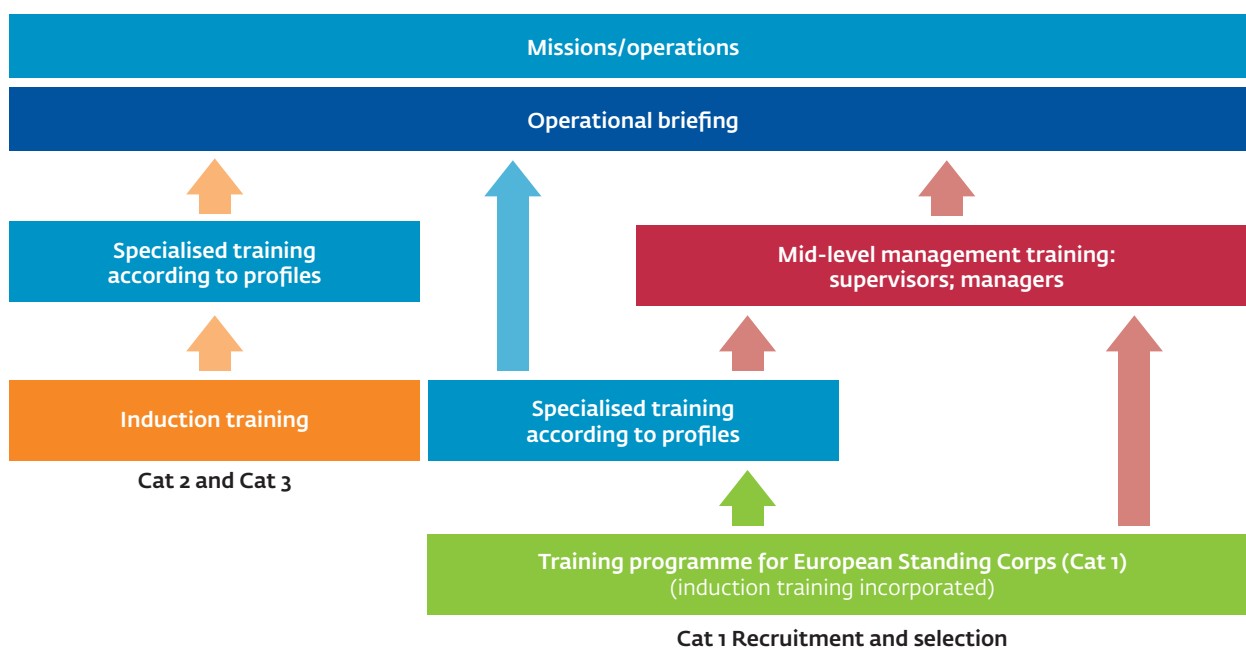 Missions/operations
Operational briefing
Specialised training
according to profiles
Mid-level management training:
supervisors; managers
Induction training
Specialised training
according to profiles
Cat 2 and Cat 3
Training programme for European Standing Corps (Cat 1)
(induction training incorporated)
Cat 1 Recruitment and selection